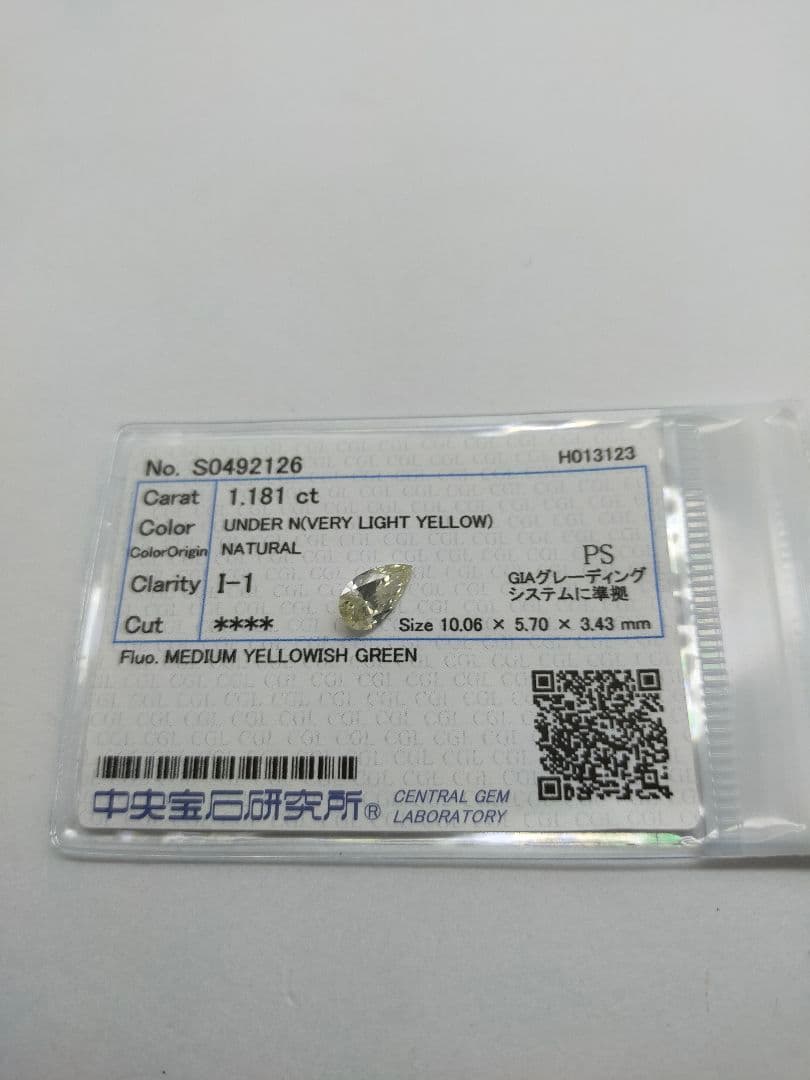 No. S0492126 H013123
Carat 1.181 ct
Color UNDER N(VERY LIGHT YELLOW)
ColorOrigin NATURAL
PS
Clarity I-1
GIAグレーディング
システムに準拠
Cut **** Size 10.06 × 5.70 × 3.43 mm
Fluo. MEDIUM YELLOWISH GREEN
中央宝石研究所® CENTRAL GEM
LABORATORY